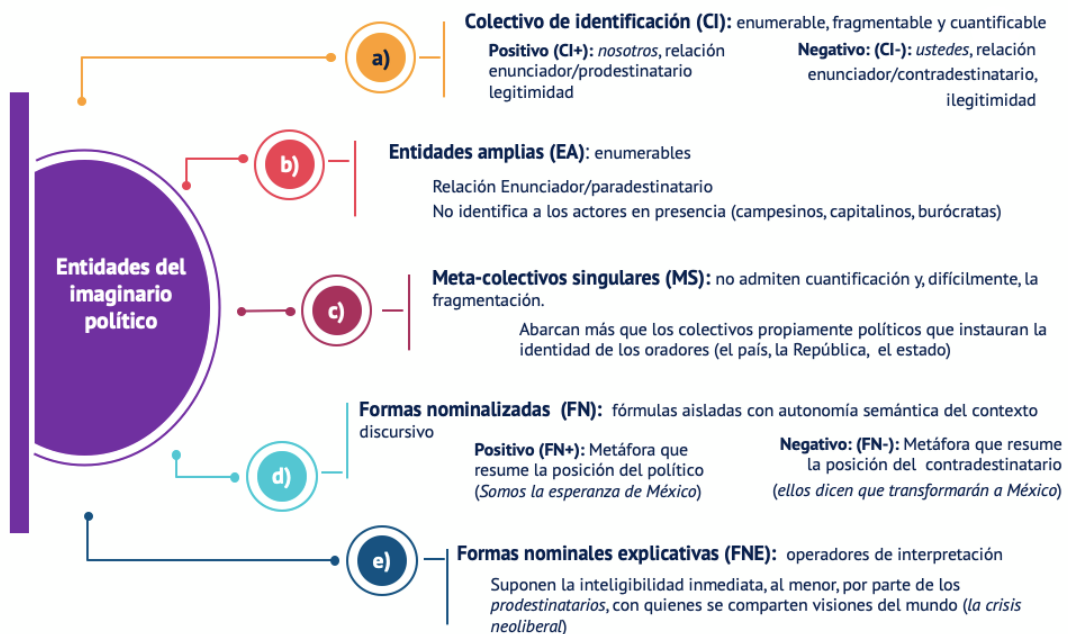 Entidades del
imaginario
político
a)
Colectivo de identificación (CI): enumerable, fragmentable y cuantificable
Positivo (CI+): nosotros, relación
enunciador/prodestinatario
legitimidad
Negativo: (CI-): ustedes, relación
enunciador/contradestinatario,
ilegitimidad
b)
Entidades amplias (EA): enumerables
Relación Enunciador/paradestinatario
No identifica a los actores en presencia (campesinos, capitalinos, burócratas)
c)
Meta-colectivos singulares (MS): no admiten cuantificación y, difícilmente, la
fragmentación.
Abarcan más que los colectivos propiamente políticos que instauran la
identidad de los oradores (el país, la República, el estado)
d)
Formas nominalizadas (FN): fórmulas aisladas con autonomía semántica del contexto
discursivo
Positivo (FN+): Metáfora que
resume la posición del político
(Somos la esperanza de México)
Negativo: (FN-): Metáfora que resume
la posición del contradestinatario
(ellos dicen que transformarán a México)
e)
Formas nominales explicativas (FNE): operadores de interpretación
Suponen la inteligibilidad inmediata, al menor, por parte de los
prodestinatarios, con quienes se comparten visiones del mundo (la crisis
neoliberal)